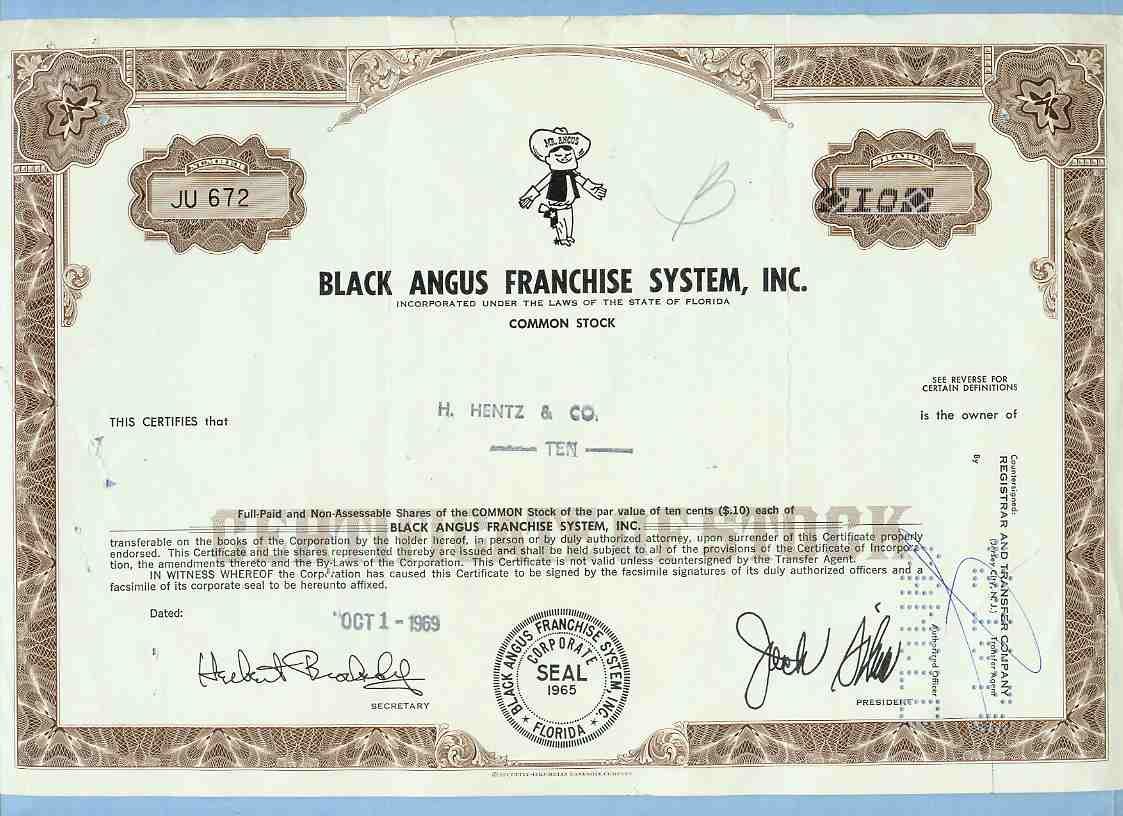 NUMBER
SHARES
JU 672
10
MR. ANGUS
B
BLACK ANGUS FRANCHISE SYSTEM, INC.
INCORPORATED UNDER THE LAWS OF THE STATE OF FLORIDA
COMMON STOCK
SEE REVERSE FOR
CERTAIN DEFINITIONS
THIS CERTIFIES that
H. HENTZ & CO.
is the owner of
TEN
Full-Paid and Non-Assessable Shares of the COMMON Stock of the par value of ten cents ($.10) each of
BLACK ANGUS FRANCHISE SYSTEM, INC.
transferable on the books of the Corporation by the holder hereof, in person or by duly authorized attorney, upon surrender of this Certificate properly
endorsed. This Certificate and the shares represented thereby are issued and shall be held subject to all of the provisions of the Certificate of Incorpora-
tion, the amendments thereto and the By-Laws of the Corporation. This Certificate is not valid unless countersigned by the Transfer Agent.
IN WITNESS WHEREOF the Corporation has caused this Certificate to be signed by the facsimile signatures of its duly authorized officers and a
facsimile of its corporate seal to be hereunto affixed.
Dated:
OCT 1 - 1969
SECRETARY
BLACK ANGUS FRANCHISE SYSTEM, INC.
CORPORATE
SEAL
1965
FLORIDA
PRESIDENT
Countersigned:
REGISTRAR AND TRANSFER COMPANY
(Jersey City, N.J.) Transfer Agent
By
Authorized Officer